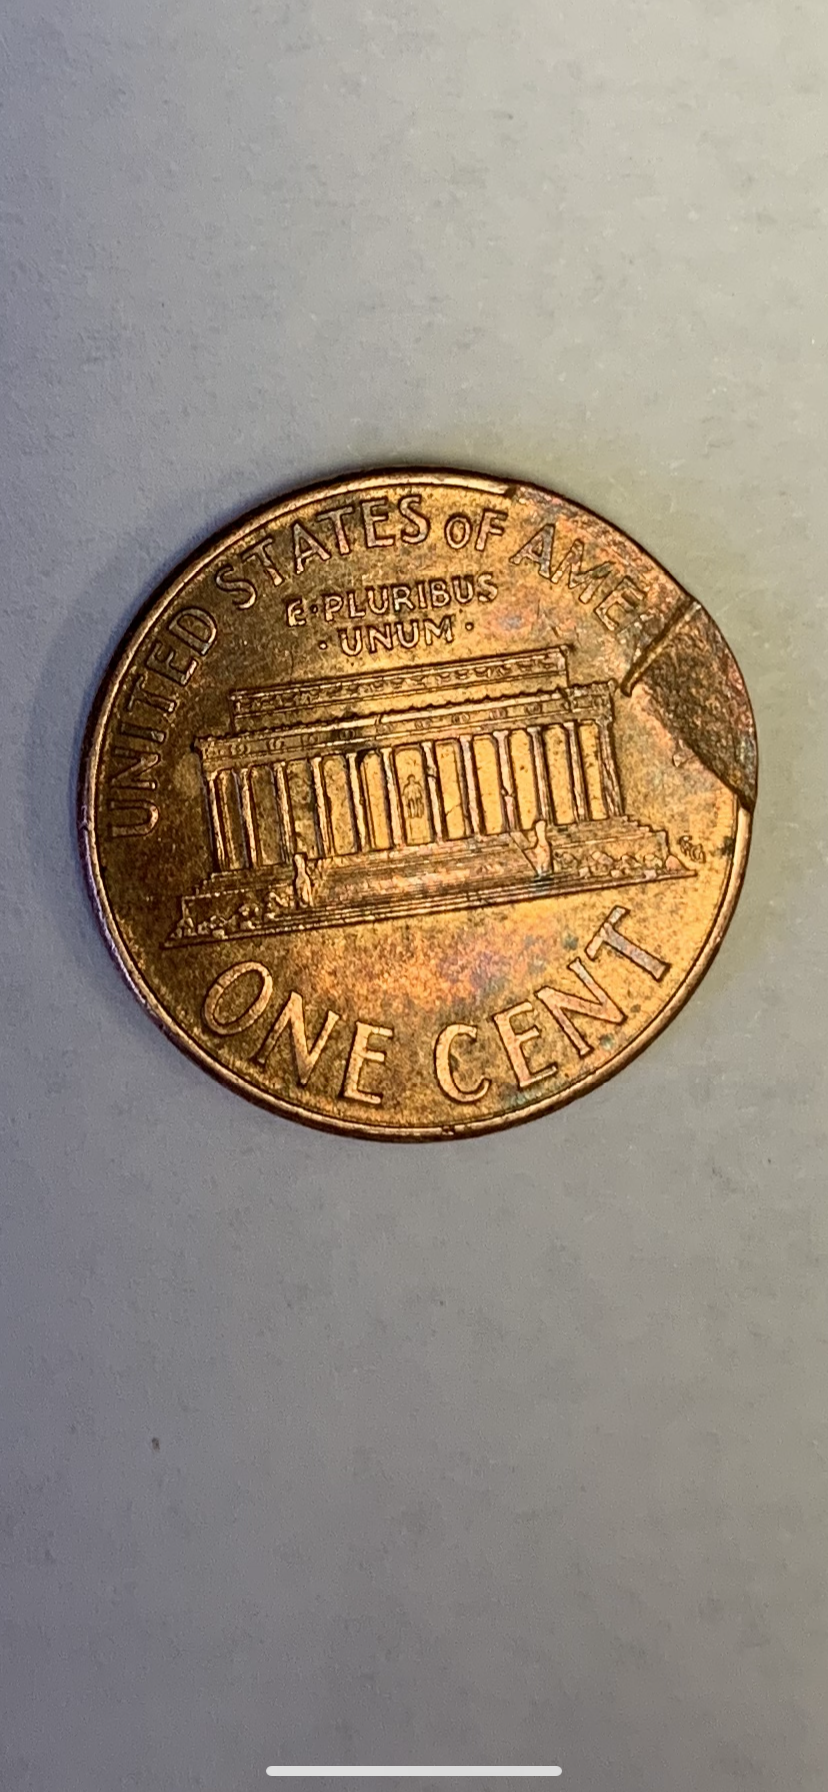 UNITED STATES OF AME
E·PLURIBUS
·UNUM·
ONE CENT